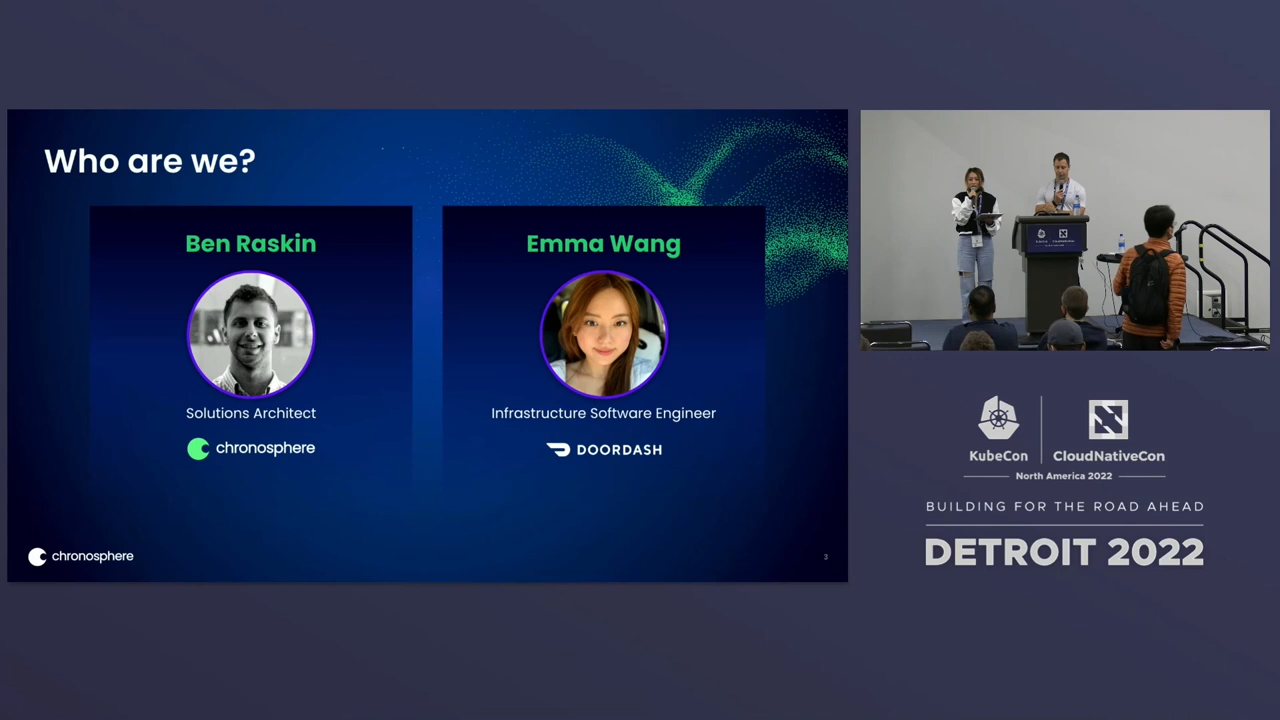 Who are we?
Ben Raskin
Solutions Architect
chronosphere
Emma Wang
Infrastructure Software Engineer
DOORDASH
chronosphere
3
KubeCon
CloudNativeCon
North America 2022
BUILDING FOR THE ROAD AHEAD
DETROIT 2022